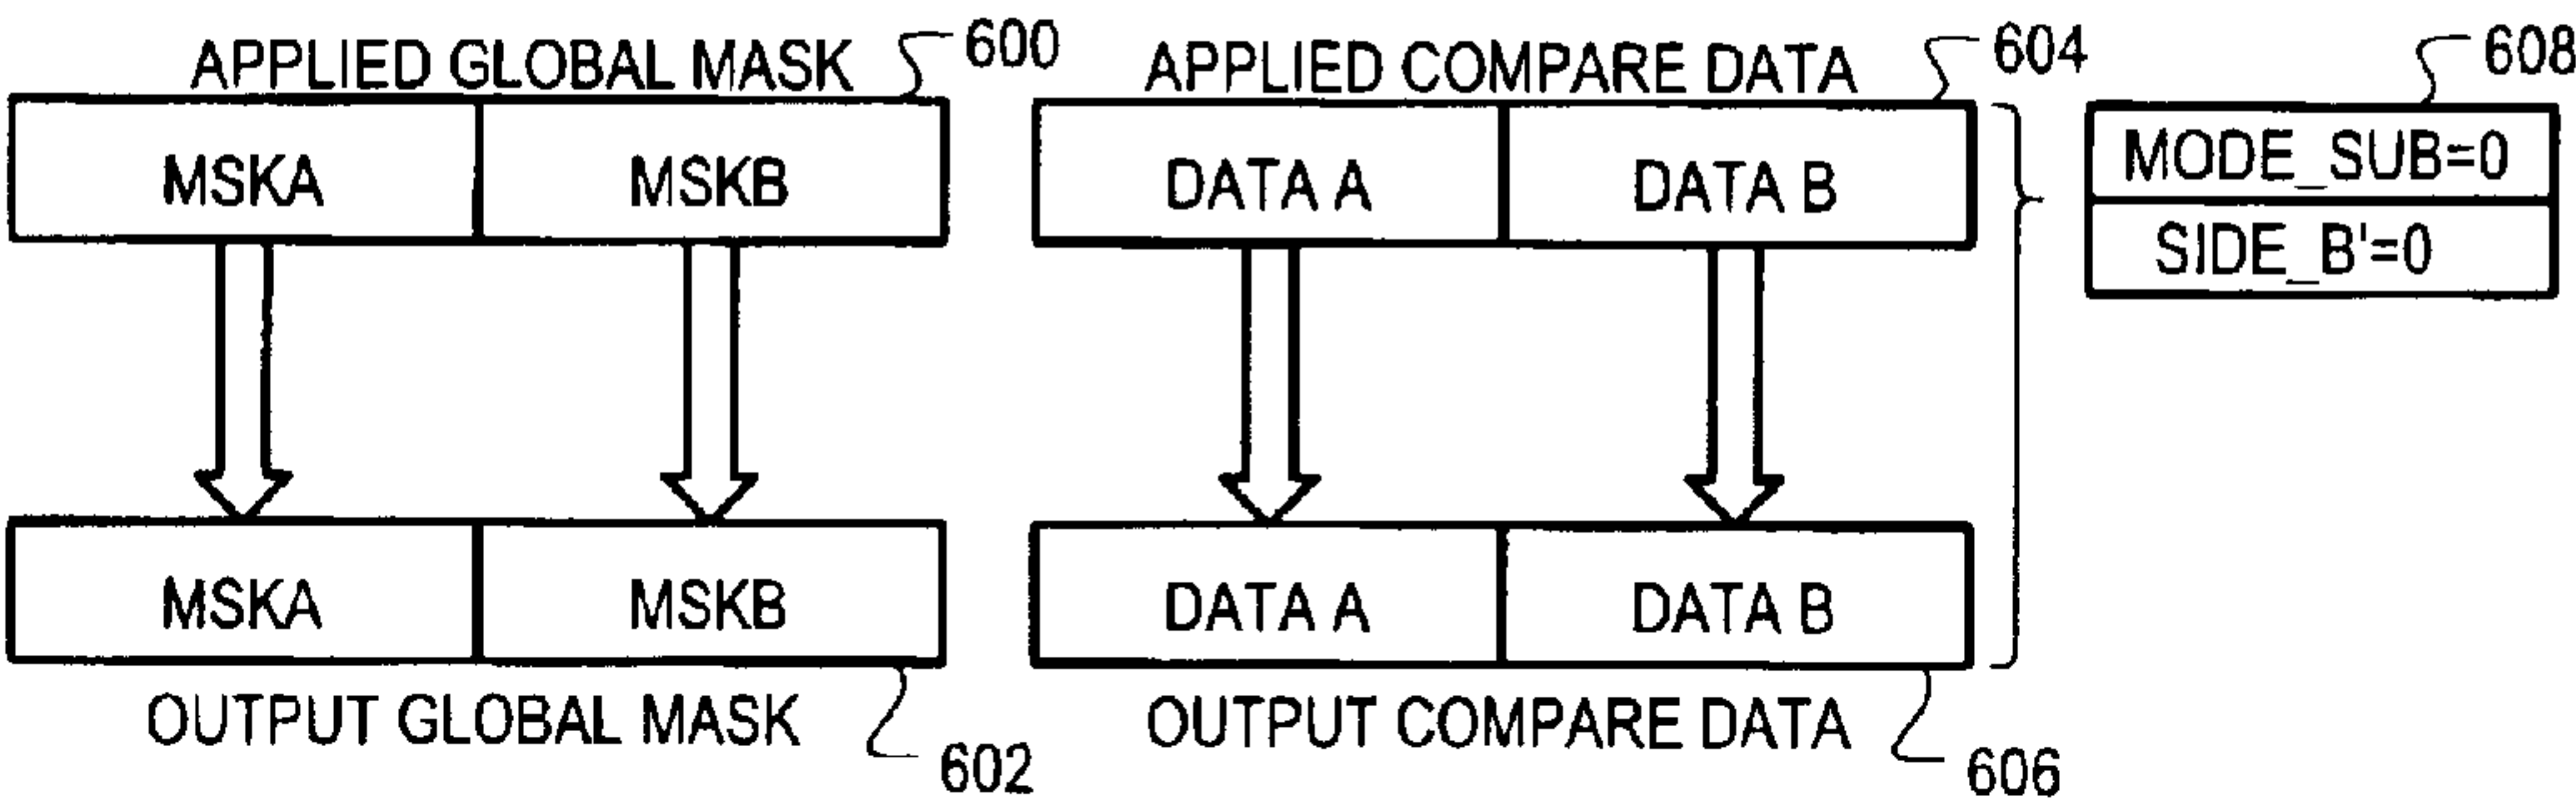 APPLIED GLOBAL MASK
600
APPLIED COMPARE DATA
604
608
MSKA
MSKB
DATA A
DATA B
MODE_SUB=0
SIDE_B'=0
MSKA
MSKB
DATA A
DATA B
OUTPUT GLOBAL MASK
602
OUTPUT COMPARE DATA
606